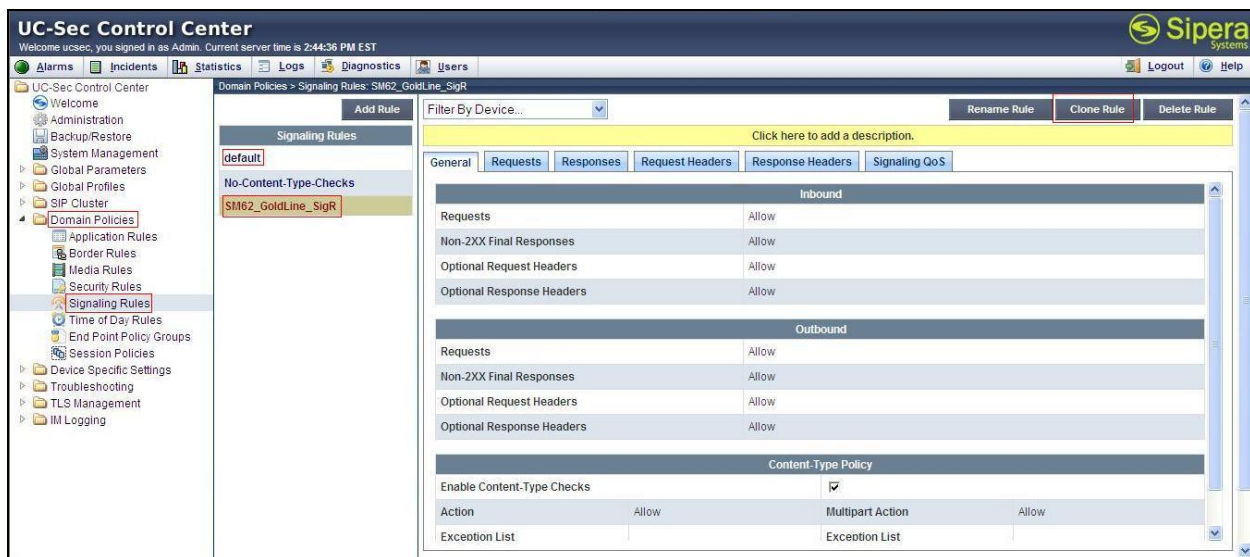 UC-Sec Control Center
Welcome ucsec, you signed in as Admin. Current server time is 2:44:36 PM EST
Sipera
Systems
Alarms Incidents Statistics Logs Diagnostics Users Logout Help
UC-Sec Control Center
Welcome
Administration
Backup/Restore
System Management
Global Parameters
Global Profiles
SIP Cluster
Domain Policies
Application Rules
Border Rules
Media Rules
Security Rules
Signaling Rules
Time of Day Rules
End Point Policy Groups
Session Policies
Device Specific Settings
Troubleshooting
TLS Management
IM Logging
Domain Policies > Signaling Rules: SM62_GoldLine_SigR
Add Rule
Signaling Rules
default
No-Content-Type-Checks
SM62_GoldLine_SigR
Filter By Device... Rename Rule Clone Rule Delete Rule
Click here to add a description.
General Requests Responses Request Headers Response Headers Signaling QoS
Inbound
Requests Allow
Non-2XX Final Responses Allow
Optional Request Headers Allow
Optional Response Headers Allow
Outbound
Requests Allow
Non-2XX Final Responses Allow
Optional Request Headers Allow
Optional Response Headers Allow
Content-Type Policy
Enable Content-Type Checks
Action Allow Multipart Action Allow
Exception List Exception List